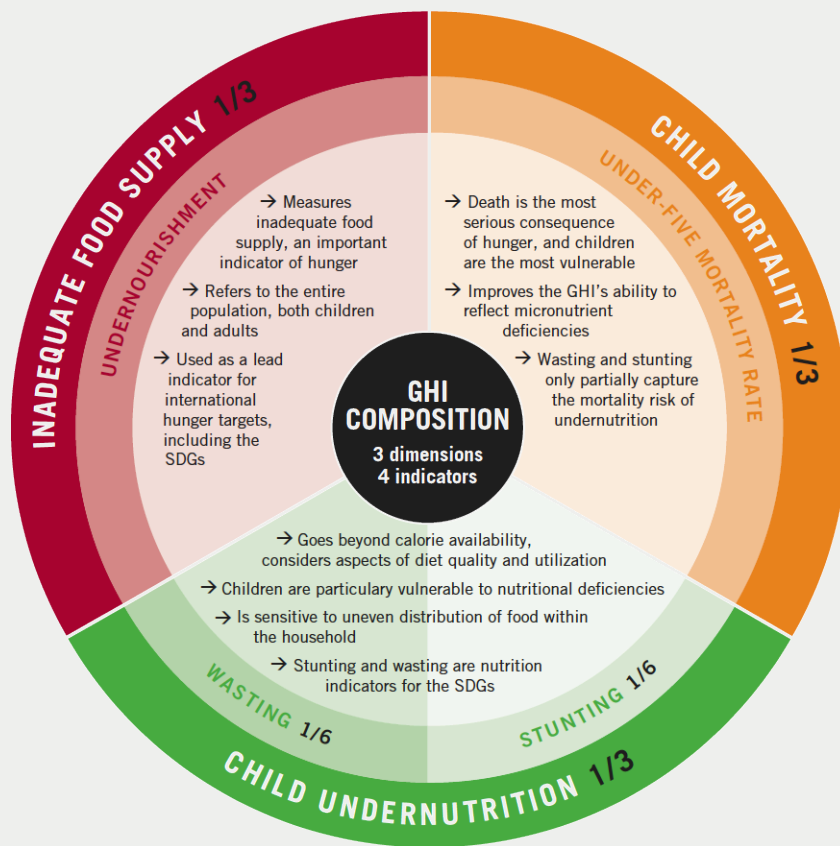 INADEQUATE FOOD SUPPLY 1/3
UNDERNOURISHMENT
→ Measures
inadequate food
supply, an important
indicator of hunger
→ Refers to the entire
population, both children
and adults
→ Used as a lead
indicator for
international
hunger targets,
including the
SDGs
CHILD MORTALITY 1/3
UNDER-FIVE MORTALITY RATE
→ Death is the most
serious consequence
of hunger, and children
are the most vulnerable
→ Improves the GHI’s ability to
reflect micronutrient
deficiencies
→ Wasting and stunting
only partially capture
the mortality risk of
undernutrition
GHI
COMPOSITION
3 dimensions
4 indicators
→ Goes beyond calorie availability,
considers aspects of diet quality and utilization
→ Children are particulary vulnerable to nutritional deficiencies
→ Is sensitive to uneven distribution of food within
the household
→ Stunting and wasting are nutrition
indicators for the SDGs
WASTING 1/6
STUNTING 1/6
CHILD UNDERNUTRITION 1/3